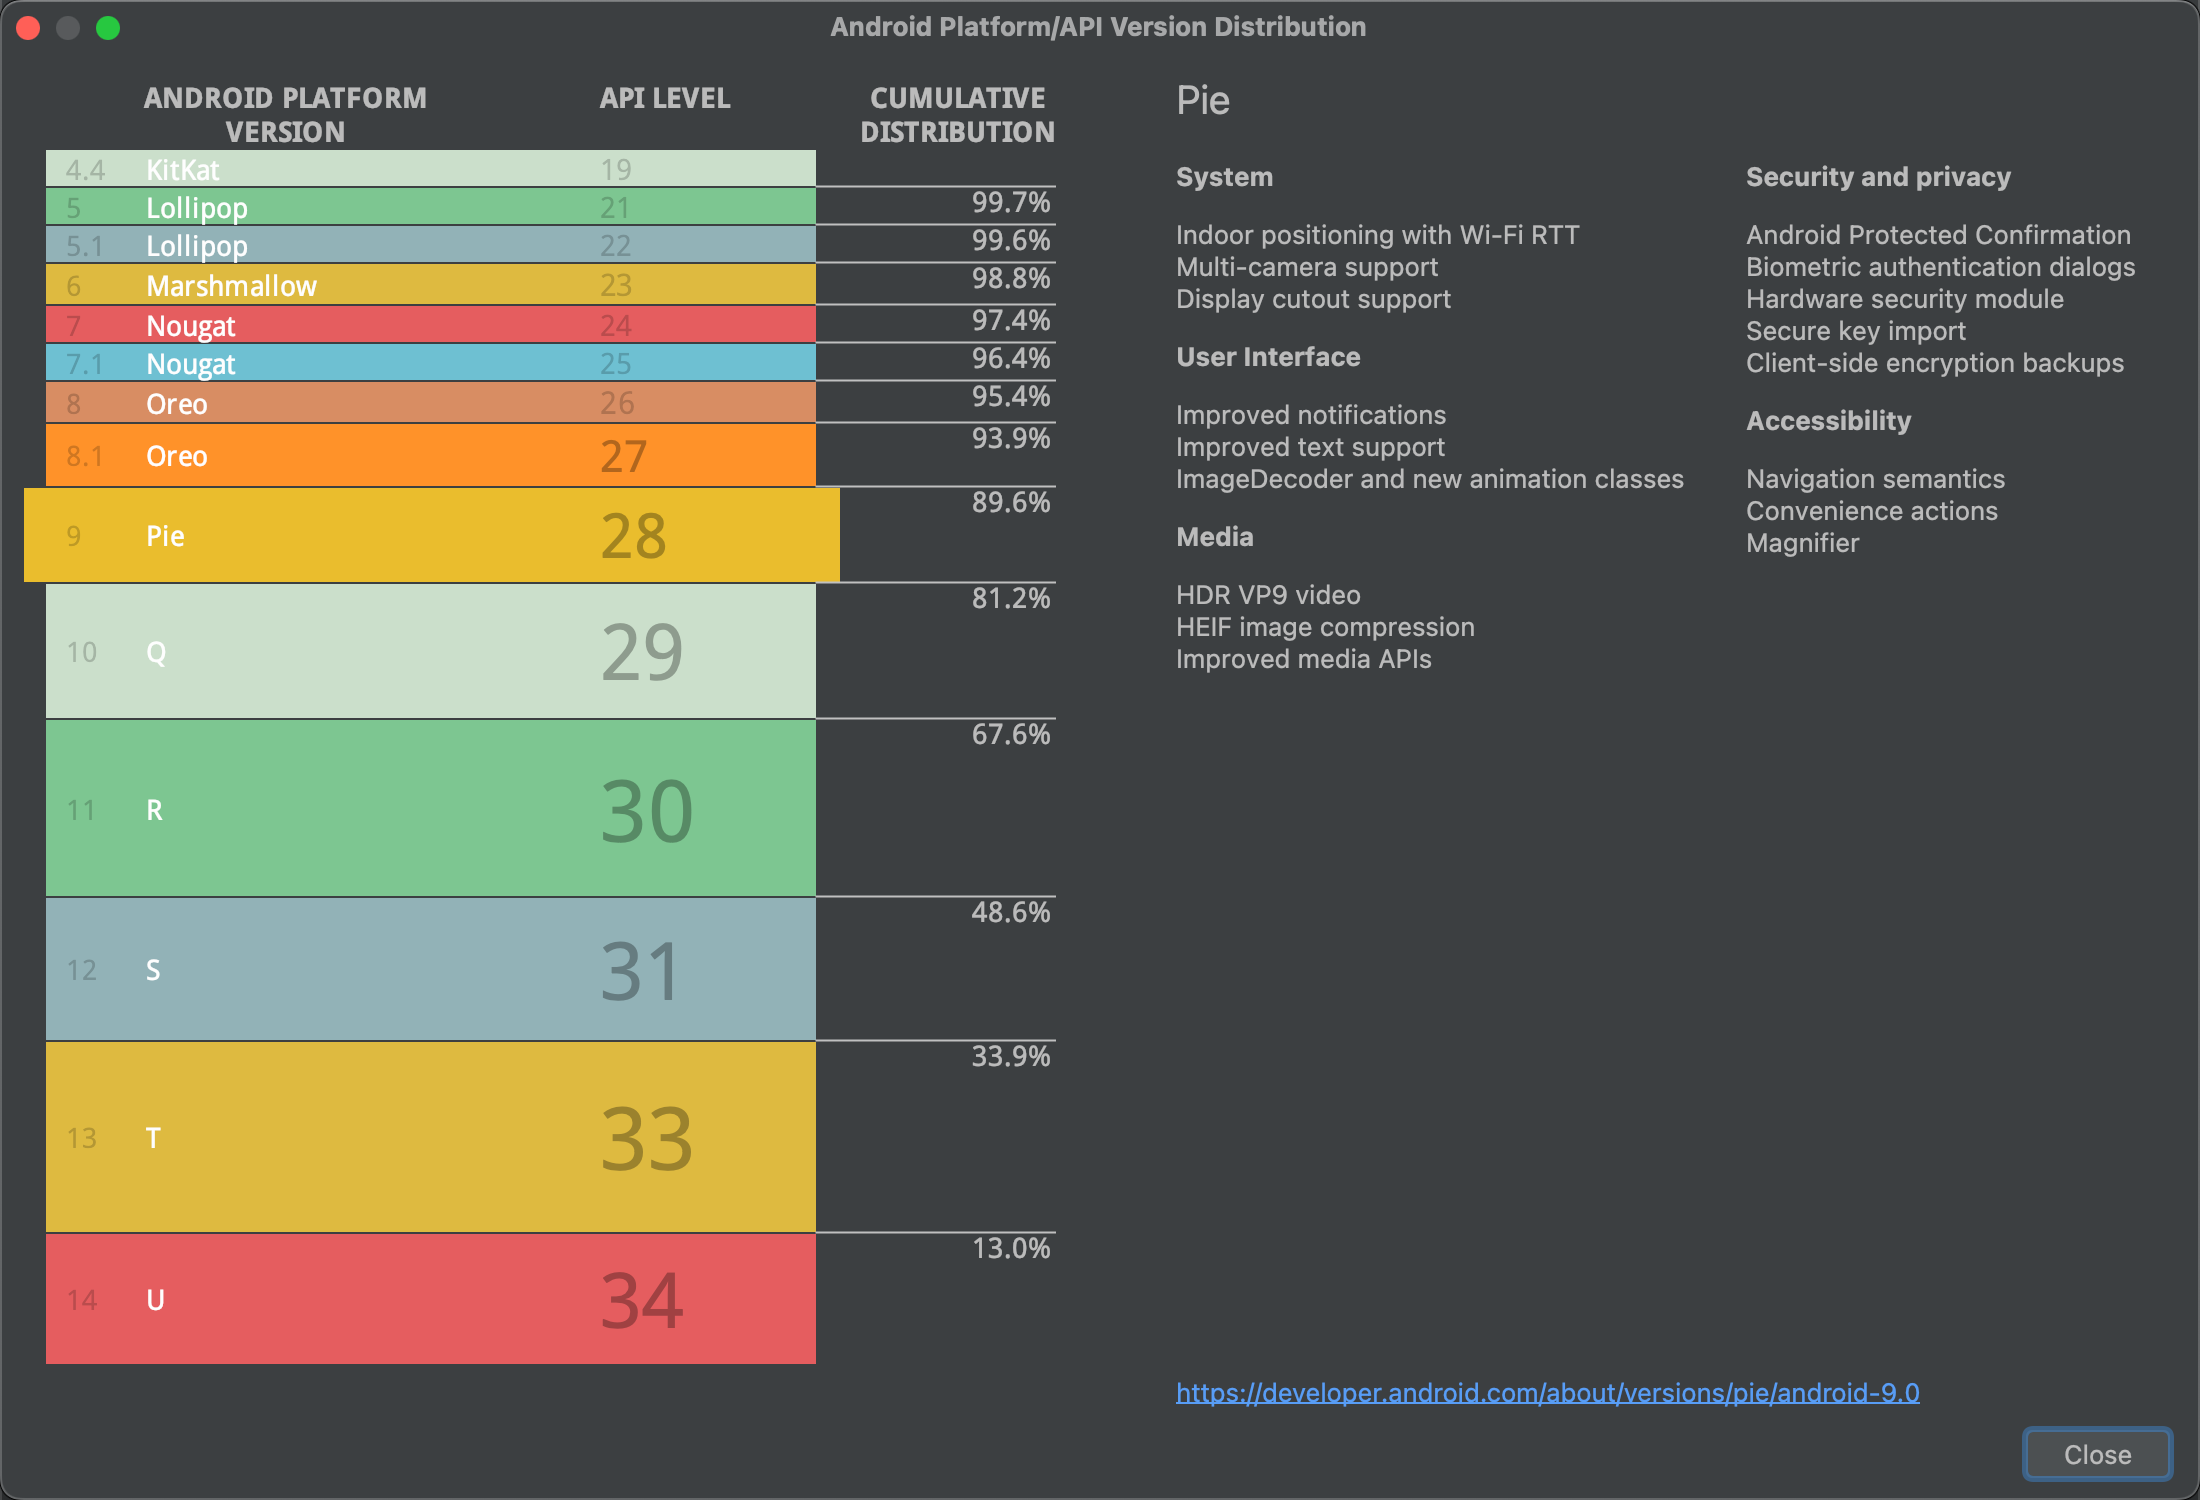 Android Platform/API Version Distribution
ANDROID PLATFORM
VERSION
API LEVEL
CUMULATIVE
DISTRIBUTION
4.4 KitKat 19
99.7%
5 Lollipop 21
99.6%
5.1 Lollipop 22
98.8%
6 Marshmallow 23
97.4%
7 Nougat 24
96.4%
7.1 Nougat 25
95.4%
8 Oreo 26
93.9%
8.1 Oreo 27
89.6%
9 Pie 28
81.2%
10 Q 29
67.6%
11 R 30
48.6%
12 S 31
33.9%
13 T 33
13.0%
14 U 34
Pie
System
Indoor positioning with Wi-Fi RTT
Multi-camera support
Display cutout support
User Interface
Improved notifications
Improved text support
ImageDecoder and new animation classes
Media
HDR VP9 video
HEIF image compression
Improved media APIs
Security and privacy
Android Protected Confirmation
Biometric authentication dialogs
Hardware security module
Secure key import
Client-side encryption backups
Accessibility
Navigation semantics
Convenience actions
Magnifier
https://developer.android.com/about/versions/pie/android-9.0
Close